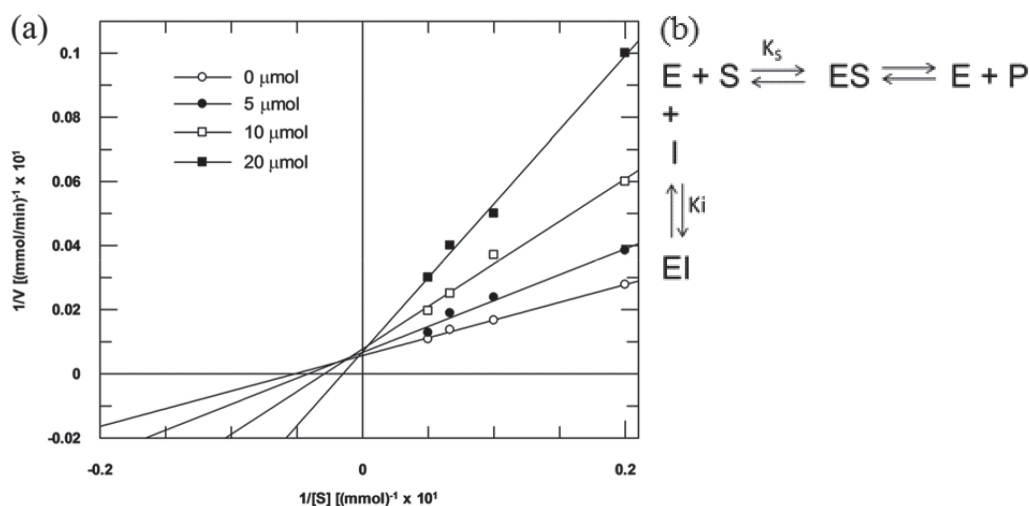 (a)
0.1
0.08
0.06
0.04
0.02
0
-0.02
1/V [(mmol/min)⁻¹ x 10¹
0 μmol
5 μmol
10 μmol
20 μmol
-0.2
0
0.2
1/[S] [(mmol)⁻¹ x 10¹
(b)
Kₛ
E + S ES E + P
+
I
Ki
EI